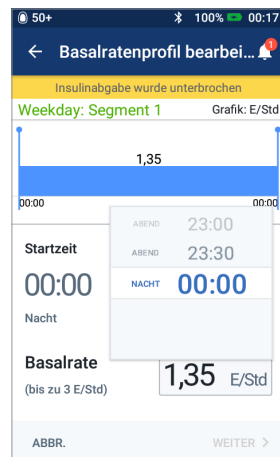 50+ 100% 00:17
Basalratenprofil bearbei... 1
Insulinabgabe wurde unterbrochen
Weekday: Segment 1 Grafik: E/Std
1,35
00:00 00:00
ABEND 23:00
Startzeit ABEND 23:30
00:00 NACHT 00:00
Nacht
Basalrate
1,35 E/Std
(bis zu 3 E/Std)
ABBR. WEITER >